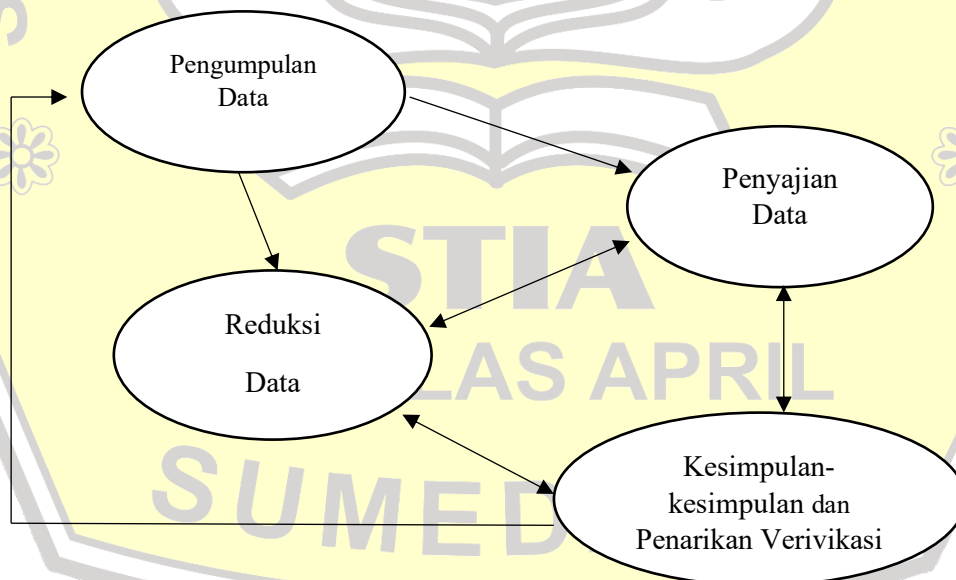 Pengumpulan
Data
Penyajian
Data
STIA
Reduksi
Data
LAS APRIL
Kesimpulan-
kesimpulan dan
Penarikan Verivikasi
SUMED